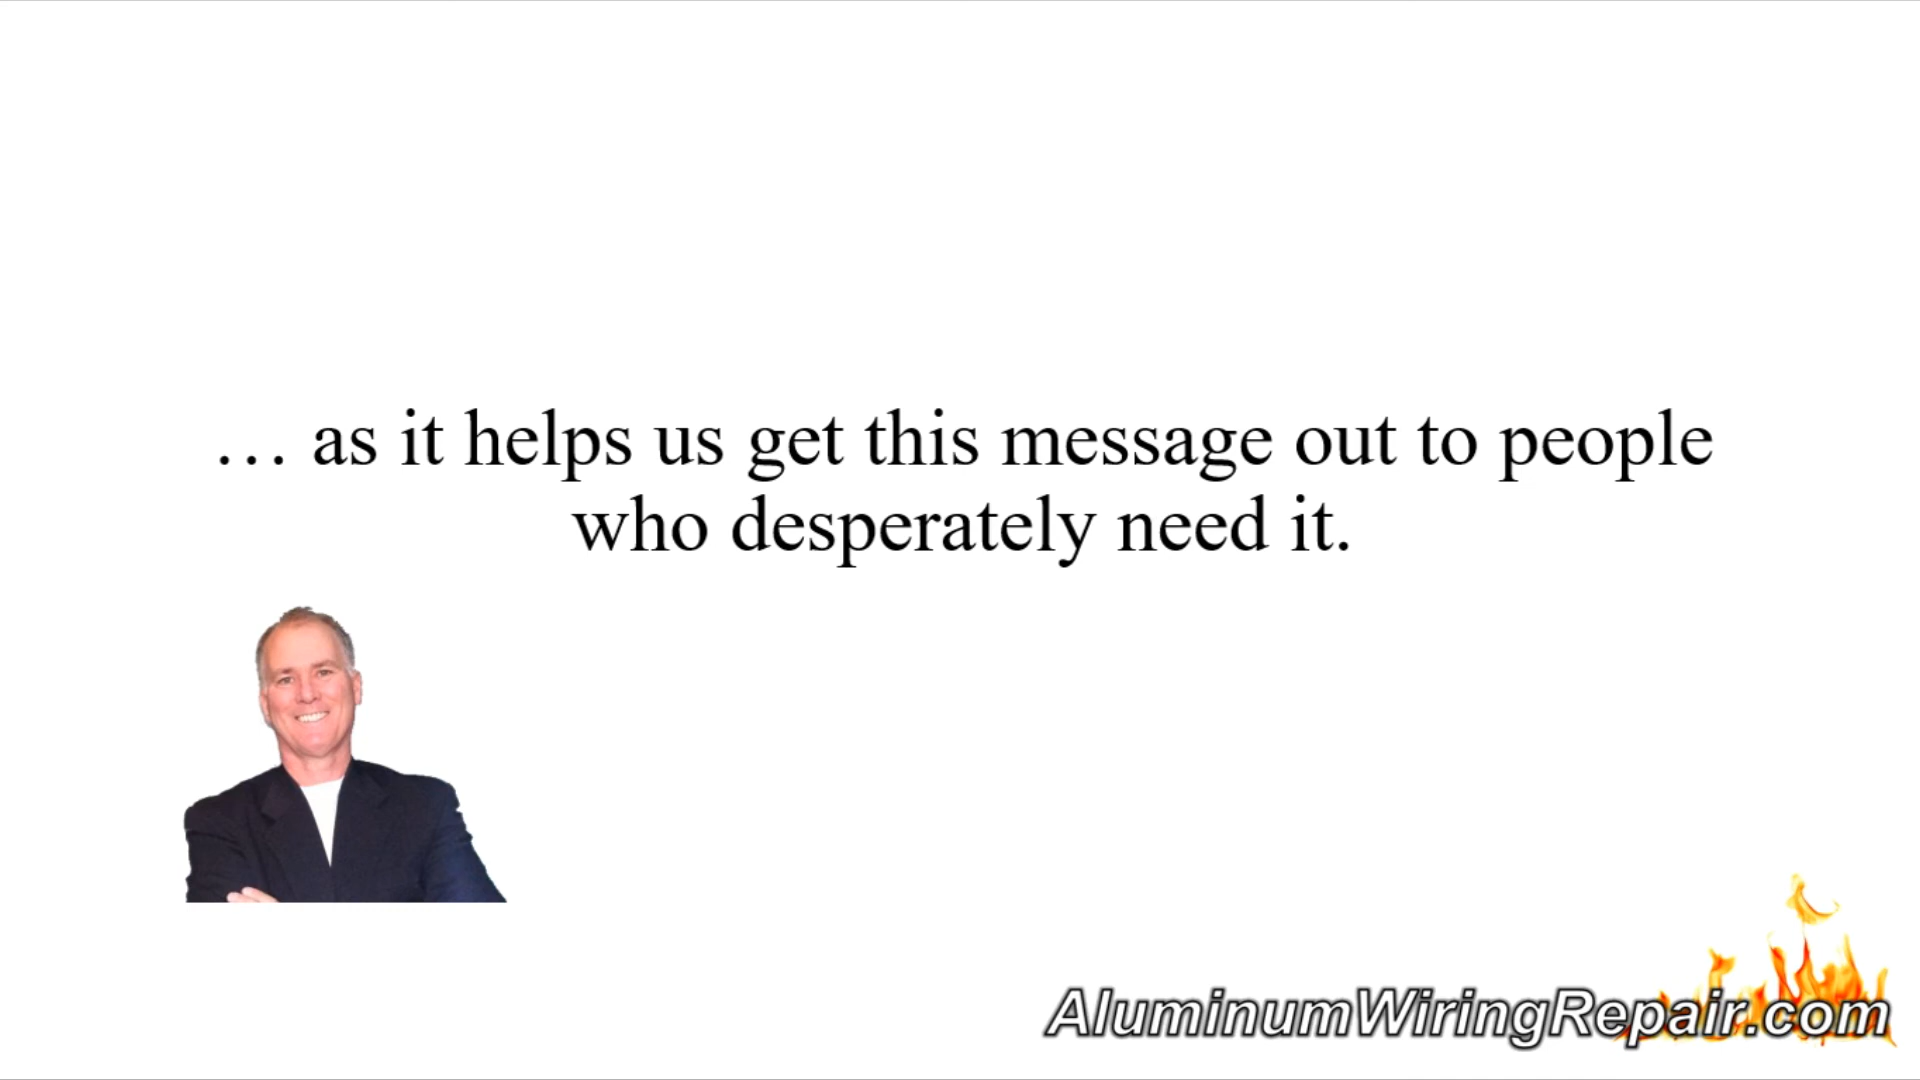 … as it helps us get this message out to people
who desperately need it.
AluminumWiringRepair.com